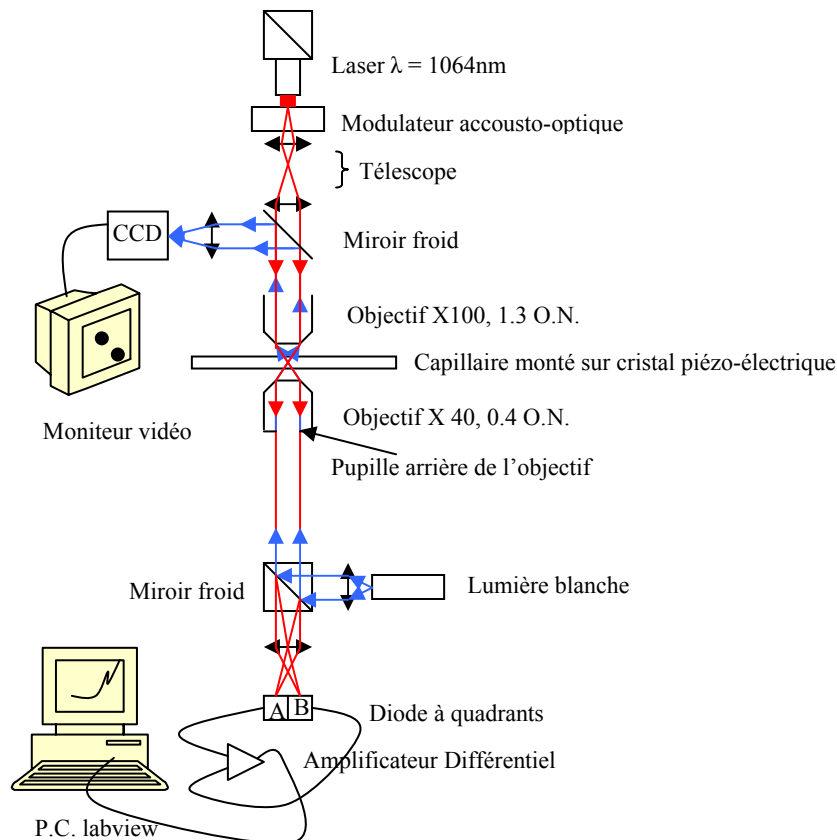 Laser λ = 1064nm
Modulateur accousto-optique
Télescope
CCD
Miroir froid
Objectif X100, 1.3 O.N.
Capillaire monté sur cristal piézo-électrique
Moniteur vidéo
Objectif X 40, 0.4 O.N.
Pupille arrière de l’objectif
Miroir froid
Lumière blanche
A B
Diode à quadrants
Amplificateur Différentiel
P.C. labview